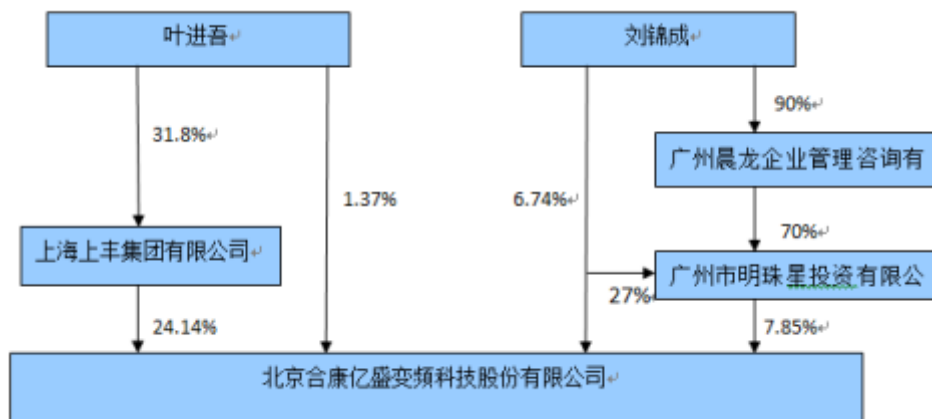 叶进吾
刘锦成
90%
31.8%
广州晨龙企业管理咨询有
1.37%
6.74%
70%
上海上丰集团有限公司
广州市明珠星投资有限公
27%
24.14%
7.85%
北京合康亿盛变频科技股份有限公司